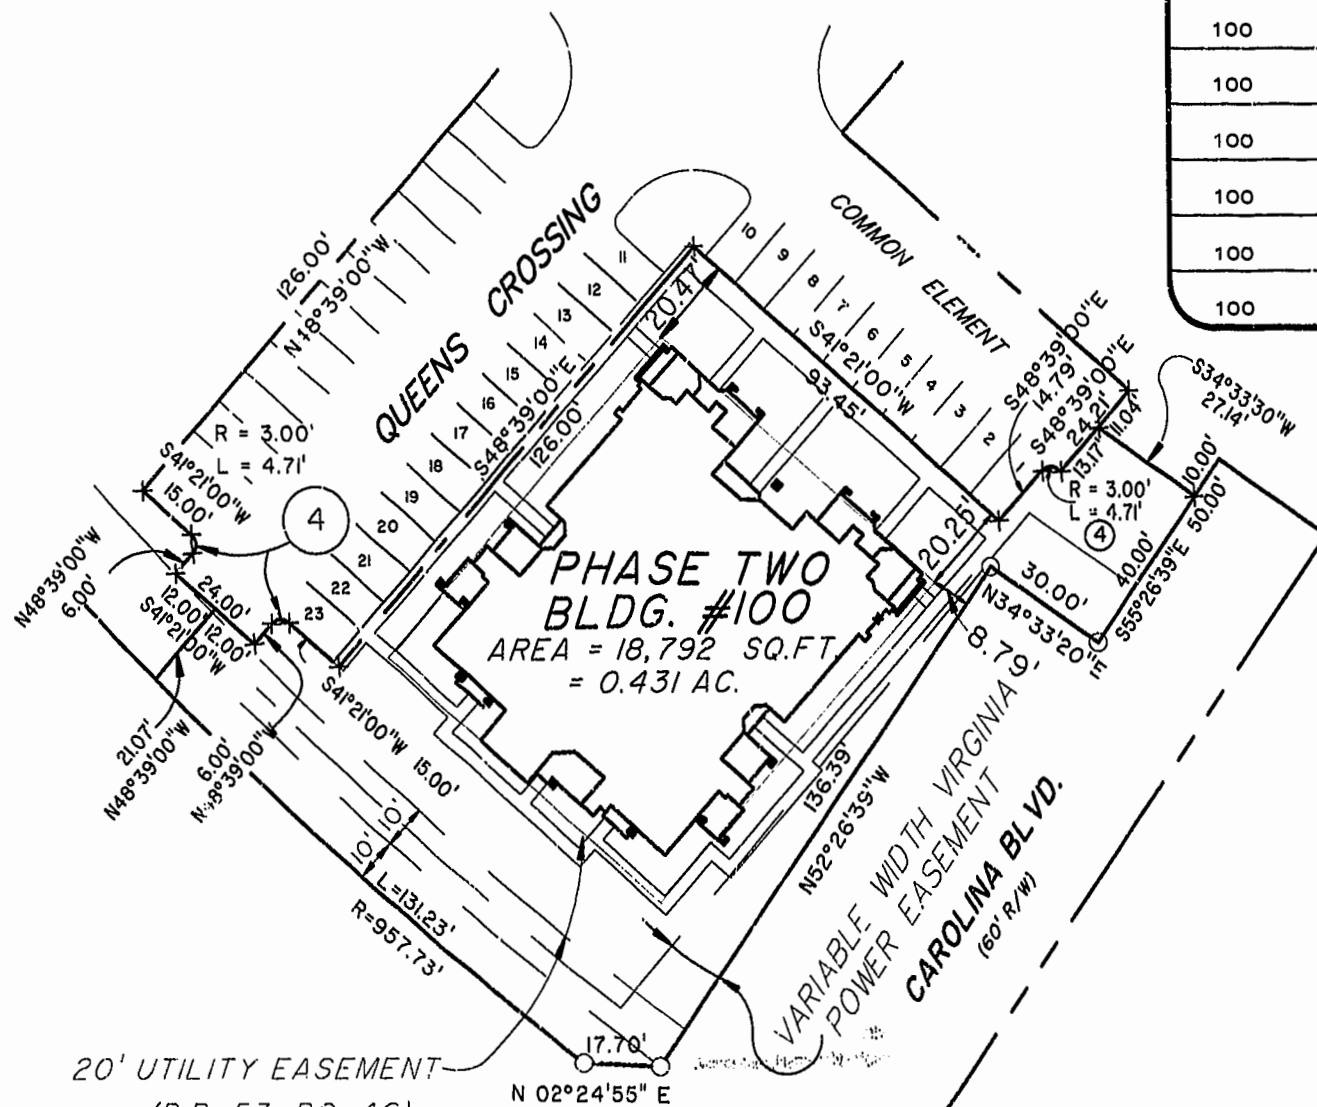 100
100
100
100
100
100
QUEENS CROSSING
COMMON ELEMENT
126.00'
N 48°39'00"W
10
9
8
7
6
5
4
3
2
11
12
13
14
15
16
17
18
19
20
21
22
23
20.41'
S41°21'00"W
93.45'
S48°39'00"E
126.00'
S48°39'00"E
14.79'
S48°39'00"E
24.21'
13.17'
11.04'
S34°33'30"W
27.14'
R = 3.00'
L = 4.71'
4
10.00'
50.00'
40.00'
S55°26'39"E
30.00'
N34°33'20"E
20.25'
8.79'
R = 3.00'
L = 4.71'
4
S41°21'00"W
15.00'
N48°39'00"W
6.00'
24.00'
12.00'
12.00'
S41°21'00"W
21.07'
N48°39'00"W
6.00'
N48°39'00"W
S41°21'00"W 15.00'
PHASE TWO
BLDG. #100
AREA = 18,792 SQ.FT.
= 0.431 AC.
10'
10'
L=131.23'
R=957.73'
136.39'
N52°26'39"W
VARIABLE WIDTH VIRGINIA
POWER EASEMENT
CAROLINA BLVD.
(60' R/W)
17.70'
N 02°24'55" E
20' UTILITY EASEMENT